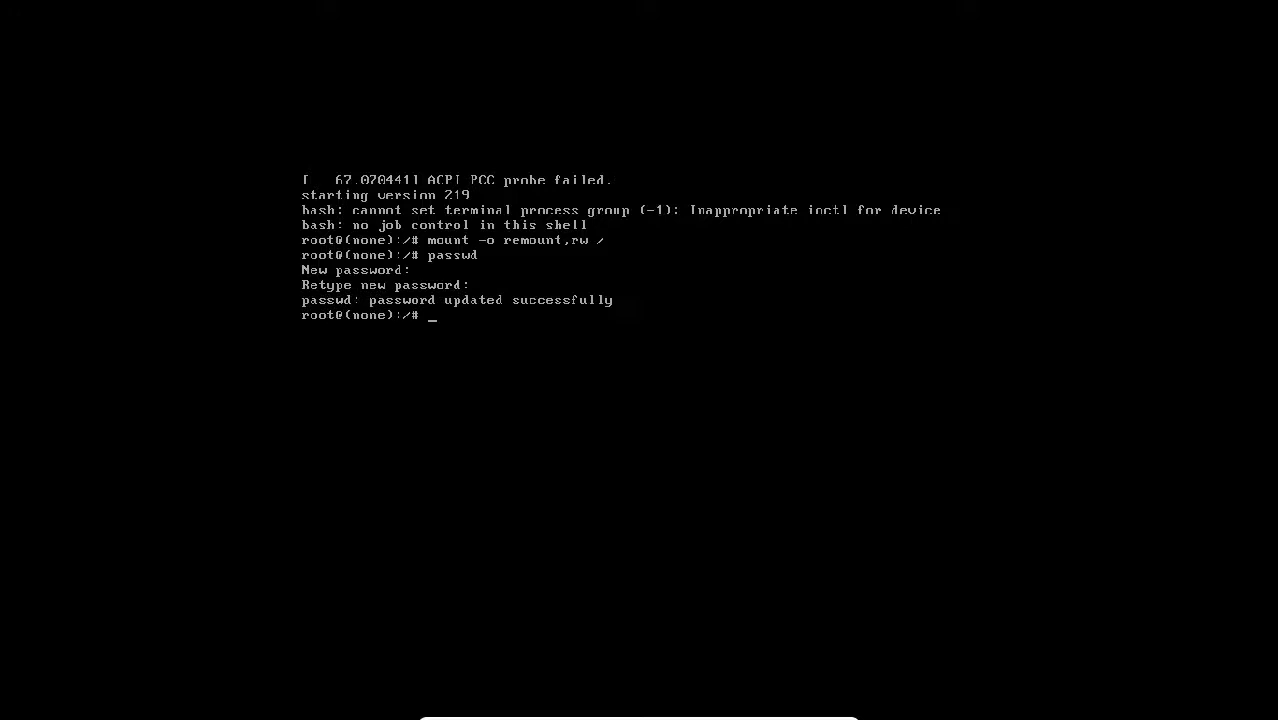 [   67.070441] ACPI PCC probe failed.
starting version 219
bash: cannot set terminal process group (-1): Inappropriate ioctl for device
bash: no job control in this shell
root@(none):/# mount -o remount,rw /
root@(none):/# passwd
New password:
Retype new password:
passwd: password updated successfully
root@(none):/# _